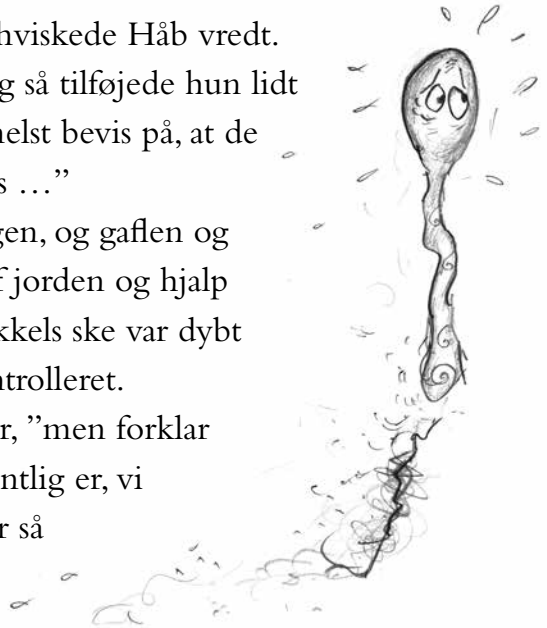 hviskede Håb vredt.
g så tilføjede hun lidt
helst bevis på, at de
s …”
gen, og gaflen og
f jorden og hjalp
kkels ske var dybt
ntrolleret.
r, ”men forklar
ntlig er, vi
r så